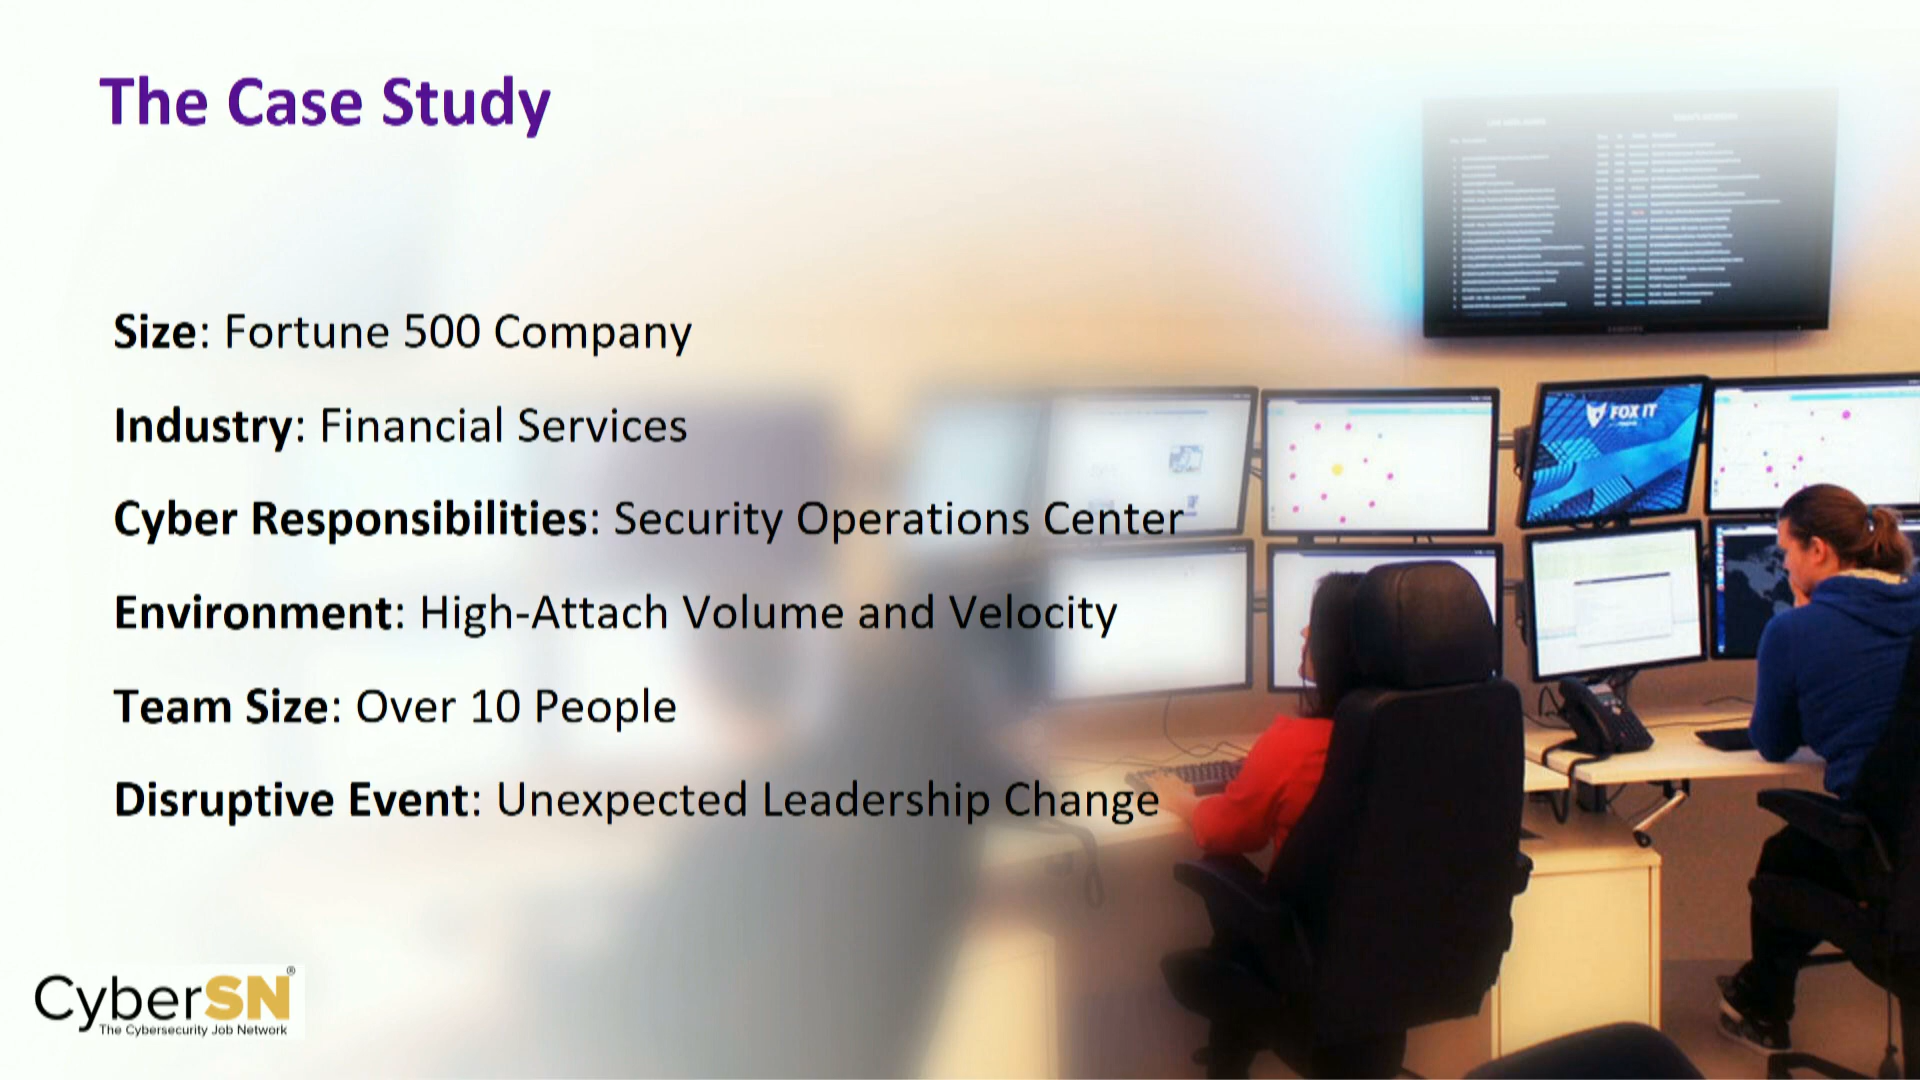 The Case Study
Size: Fortune 500 Company
Industry: Financial Services
Cyber Responsibilities: Security Operations Center
Environment: High-Attach Volume and Velocity
Team Size: Over 10 People
Disruptive Event: Unexpected Leadership Change
FOX IT
SAMSUNG
CyberSN®
The Cybersecurity Job Network